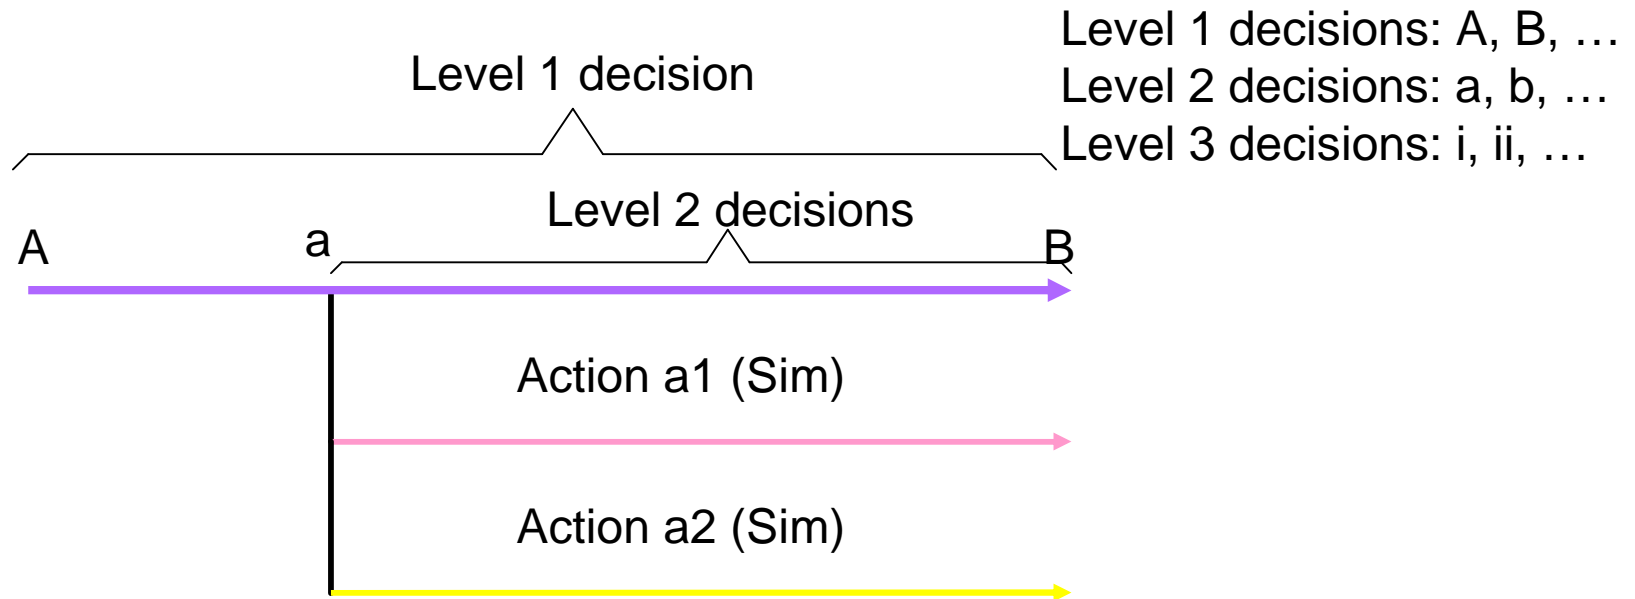 Level 1 decisions: A, B, …
Level 1 decision
Level 2 decisions: a, b, …
Level 3 decisions: i, ii, …
Level 2 decisions
A
a
B
Action a1 (Sim)
Action a2 (Sim)